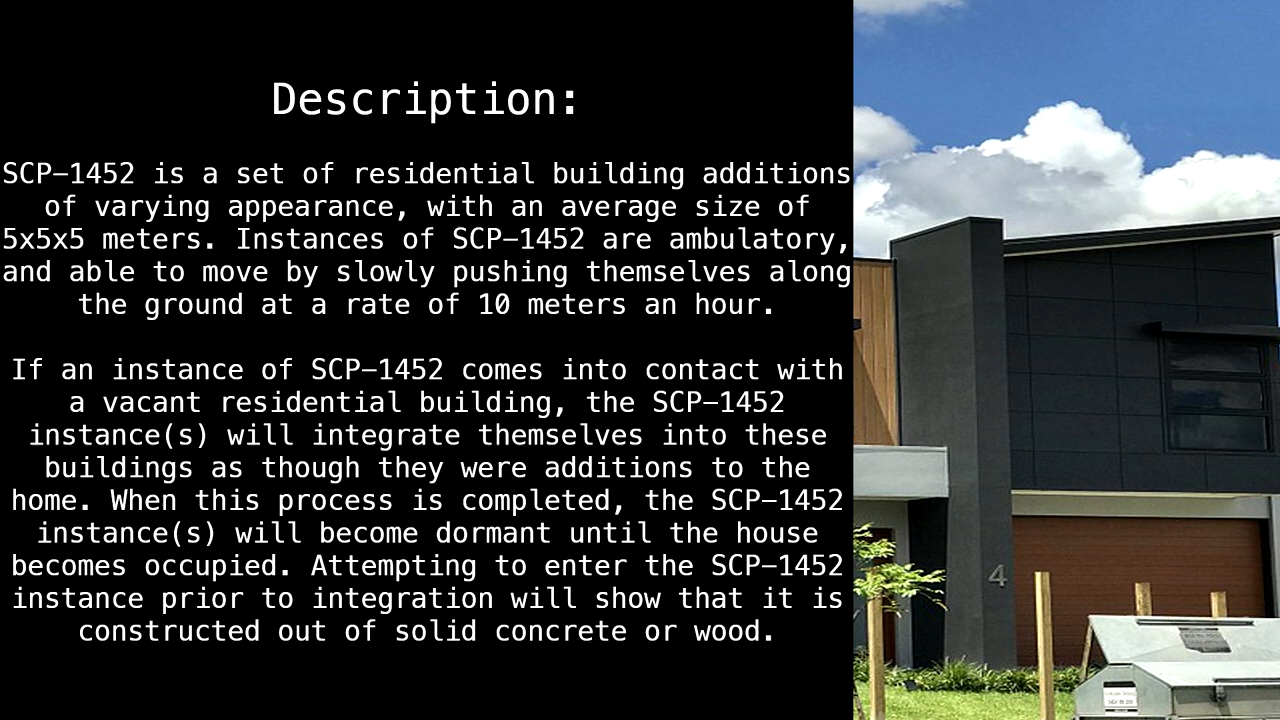 Description:
SCP-1452 is a set of residential building additions
of varying appearance, with an average size of
5x5x5 meters. Instances of SCP-1452 are ambulatory,
and able to move by slowly pushing themselves along
the ground at a rate of 10 meters an hour.
If an instance of SCP-1452 comes into contact with
a vacant residential building, the SCP-1452
instance(s) will integrate themselves into these
buildings as though they were additions to the
home. When this process is completed, the SCP-1452
instance(s) will become dormant until the house
becomes occupied. Attempting to enter the SCP-1452
instance prior to integration will show that it is
constructed out of solid concrete or wood.
4